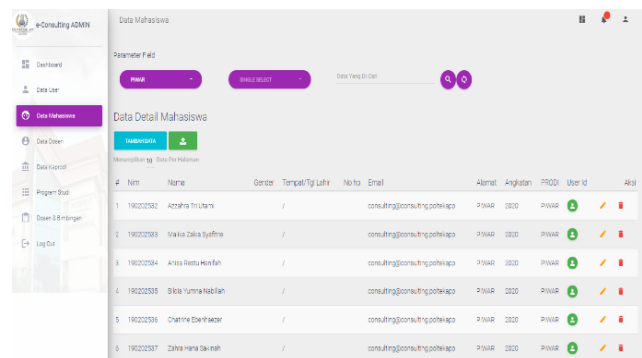 e-Consulting ADMIN
Data Mahasiswa
Dashboard
Data User
Data Mahasiswa
Data Dosen
Data Kaprodi
Program Studi
Dosen & Bimbingan
Log Out
Parameter Field
PIWAR
SINGLE SELECT
Data Yang Di Cari
Data Detail Mahasiswa
TAMBAH DATA
Menampilkan 10 Data Per Halaman
# Nim Nama Gender Tempat/Tgl Lahir No hp Email Alamat Angkatan PRODI User Id Aksi
1 190202532 Azzahra Tri Utami / consulting@consulting.poltekapp PIWAR 2020 PIWAR
2 190202533 Malika Zakia Syafitrie / consulting@consulting.poltekapp PIWAR 2020 PIWAR
3 190202534 Anisa Restu Hanifah / consulting@consulting.poltekapp PIWAR 2020 PIWAR
4 190202535 Bilqis Yumna Nabillah / consulting@consulting.poltekapp PIWAR 2020 PIWAR
5 190202536 Chatrine Ebenhaezer / consulting@consulting.poltekapp PIWAR 2020 PIWAR
6 190202537 Zahra Hana Sakinah / consulting@consulting.poltekapp PIWAR 2020 PIWAR